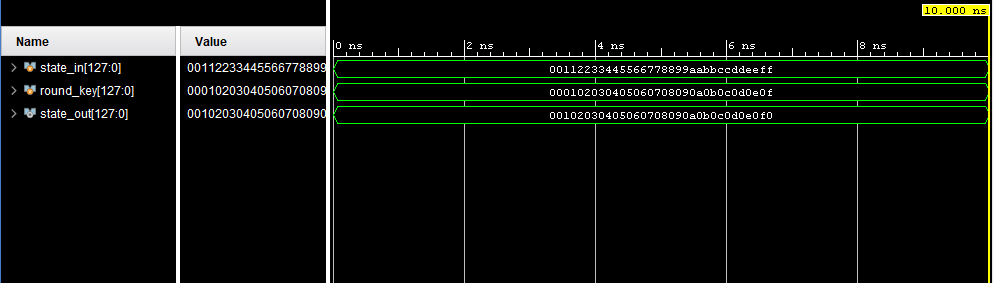 10.000 ns
Name Value 0 ns 2 ns 4 ns 6 ns 8 ns
state_in[127:0] 00112233445566778899 00112233445566778899aabbccddeeff
round_key[127:0] 0001020304050607080 000102030405060708090a0b0c0d0e0f
state_out[127:0] 00102030405060708090 00102030405060708090a0b0c0d0e0f0